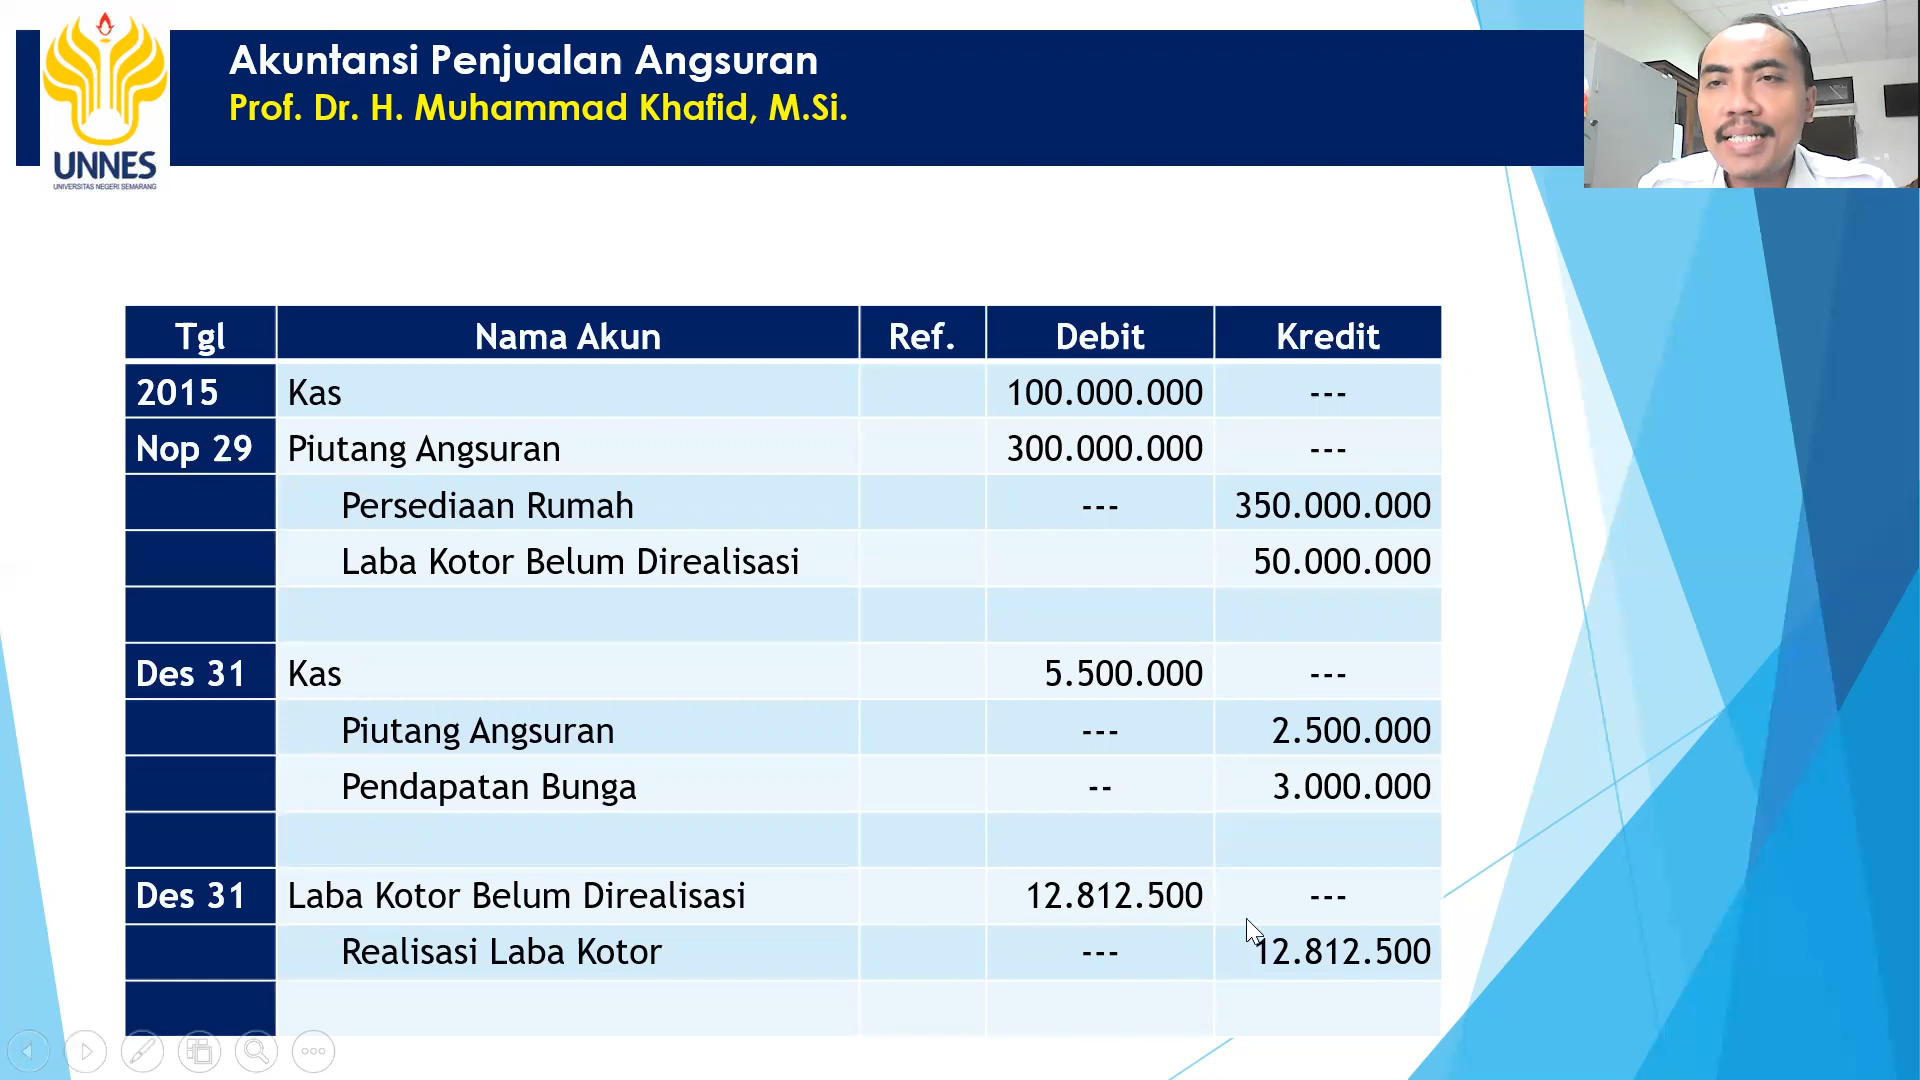 UNNES
UNIVERSITAS NEGERI SEMARANG
Akuntansi Penjualan Angsuran
Prof. Dr. H. Muhammad Khafid, M.Si.
Tgl Nama Akun Ref. Debit Kredit
2015 Kas 100.000.000 ---
Nop 29 Piutang Angsuran 300.000.000 ---
Persediaan Rumah --- 350.000.000
Laba Kotor Belum Direalisasi 50.000.000
Des 31 Kas 5.500.000 ---
Piutang Angsuran --- 2.500.000
Pendapatan Bunga -- 3.000.000
Des 31 Laba Kotor Belum Direalisasi 12.812.500 ---
Realisasi Laba Kotor --- 12.812.500